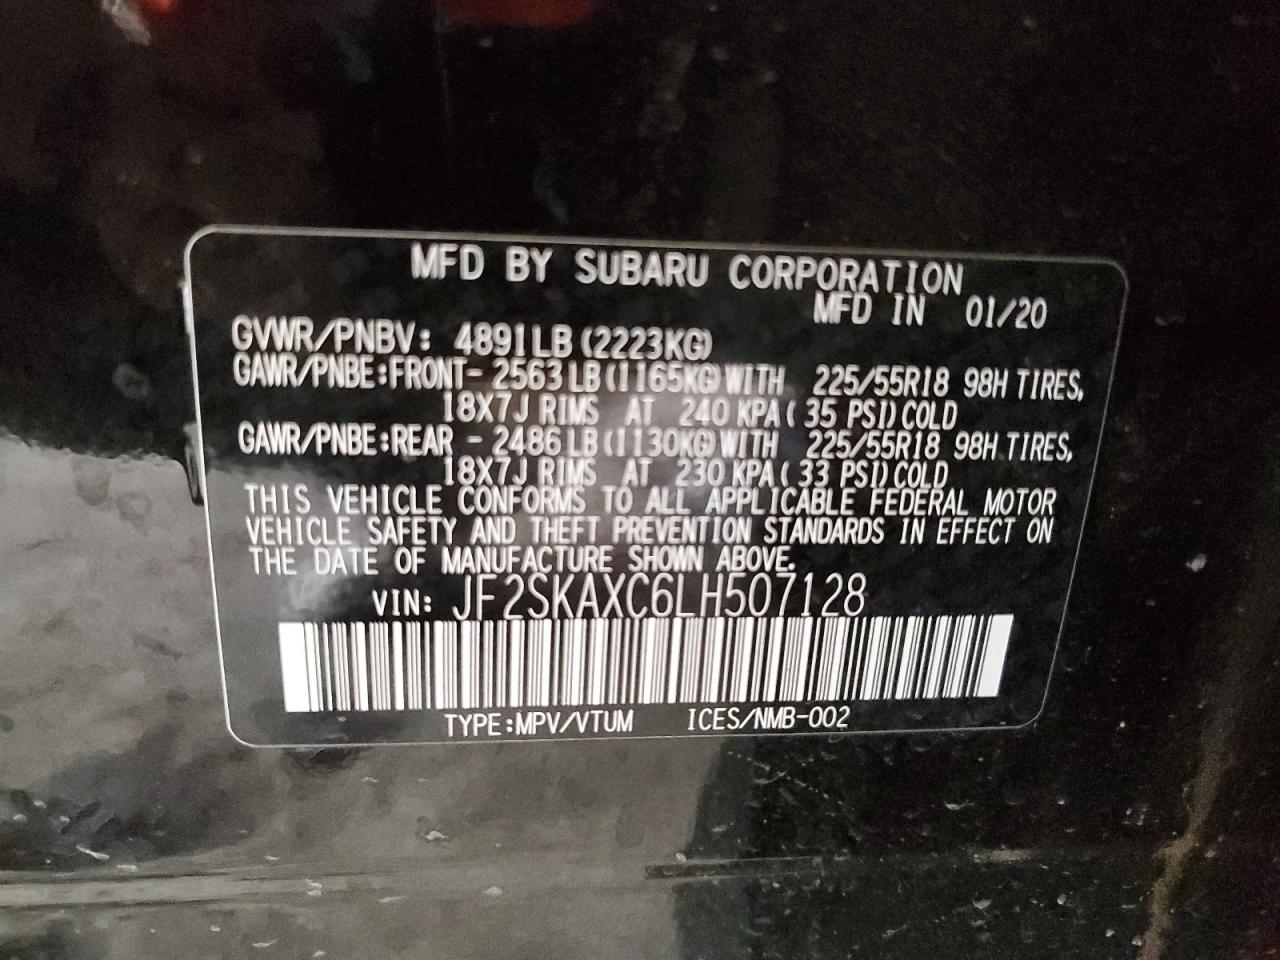 MFD BY SUBARU CORPORATION
MFD IN 01/20
GVWR/PNBV: 4891LB (2223KG)
GAWR/PNBE:FRONT- 2563LB(1165KG)WITH 225/55R18 98H TIRES,
18X7J RIMS AT 240 KPA( 35 PSI)COLD
GAWR/PNBE:REAR - 2486LB(1130KG)WITH 225/55R18 98H TIRES,
18X7J RIMS AT 230 KPA( 33 PSI)COLD
THIS VEHICLE CONFORMS TO ALL APPLICABLE FEDERAL MOTOR
VEHICLE SAFETY AND THEFT PREVENTION STANDARDS IN EFFECT ON
THE DATE OF MANUFACTURE SHOWN ABOVE.
VIN: JF2SKAXC6LH507128
TYPE:MPV/VTUM ICES/NMB-002